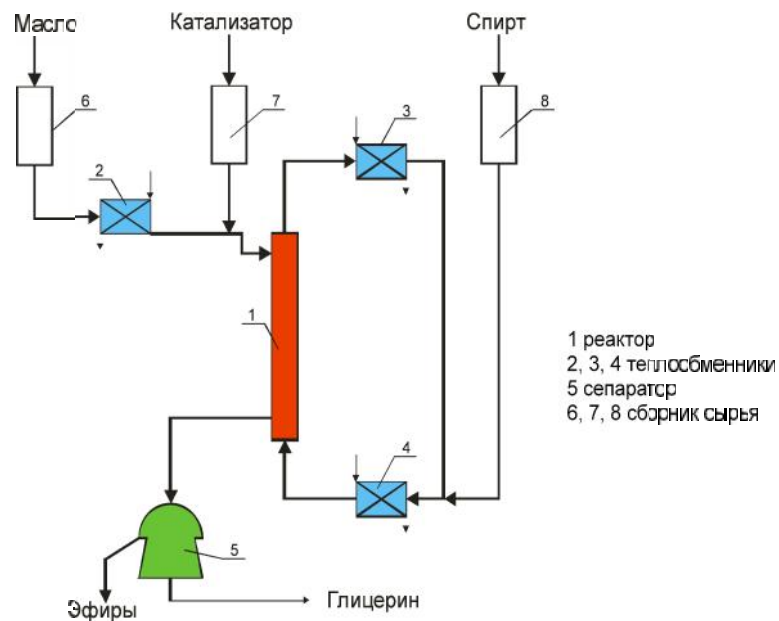 Масло
Катализатор
Спирт
6
7
8
3
2
1
4
5
1 реактор
2, 3, 4 теплообменники
5 сепаратор
6, 7, 8 сборник сырья
Эфиры
Глицерин